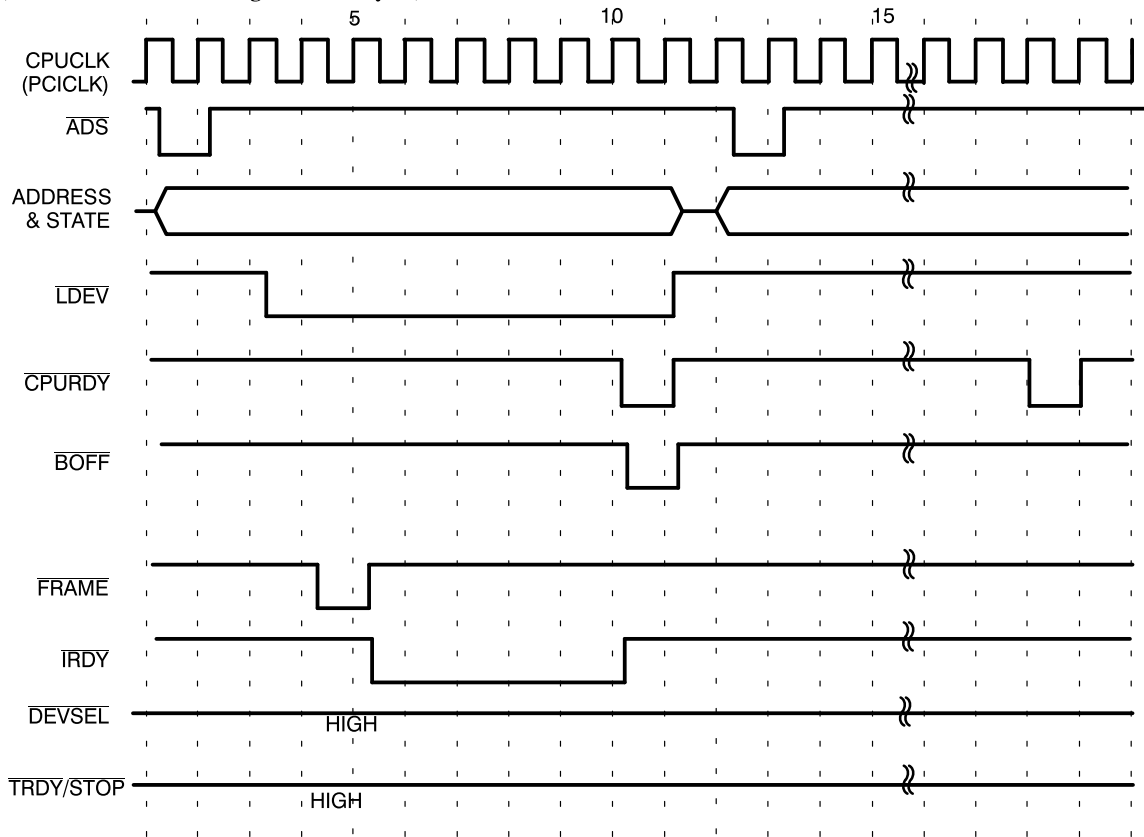 5 10 15
CPUCLK
(PCICLK)
ADS
ADDRESS
& STATE
LDEV
CPURDY
BOFF
FRAME
IRDY
DEVSEL
HIGH
TRDY/STOP
HIGH